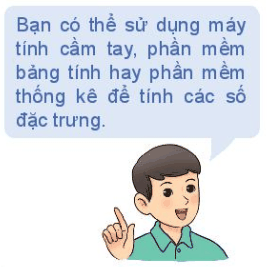 Bạn có thể sử dụng máy
tính cầm tay, phần mềm
bảng tính hay phần mềm
thống kê để tính các số
đặc trưng.